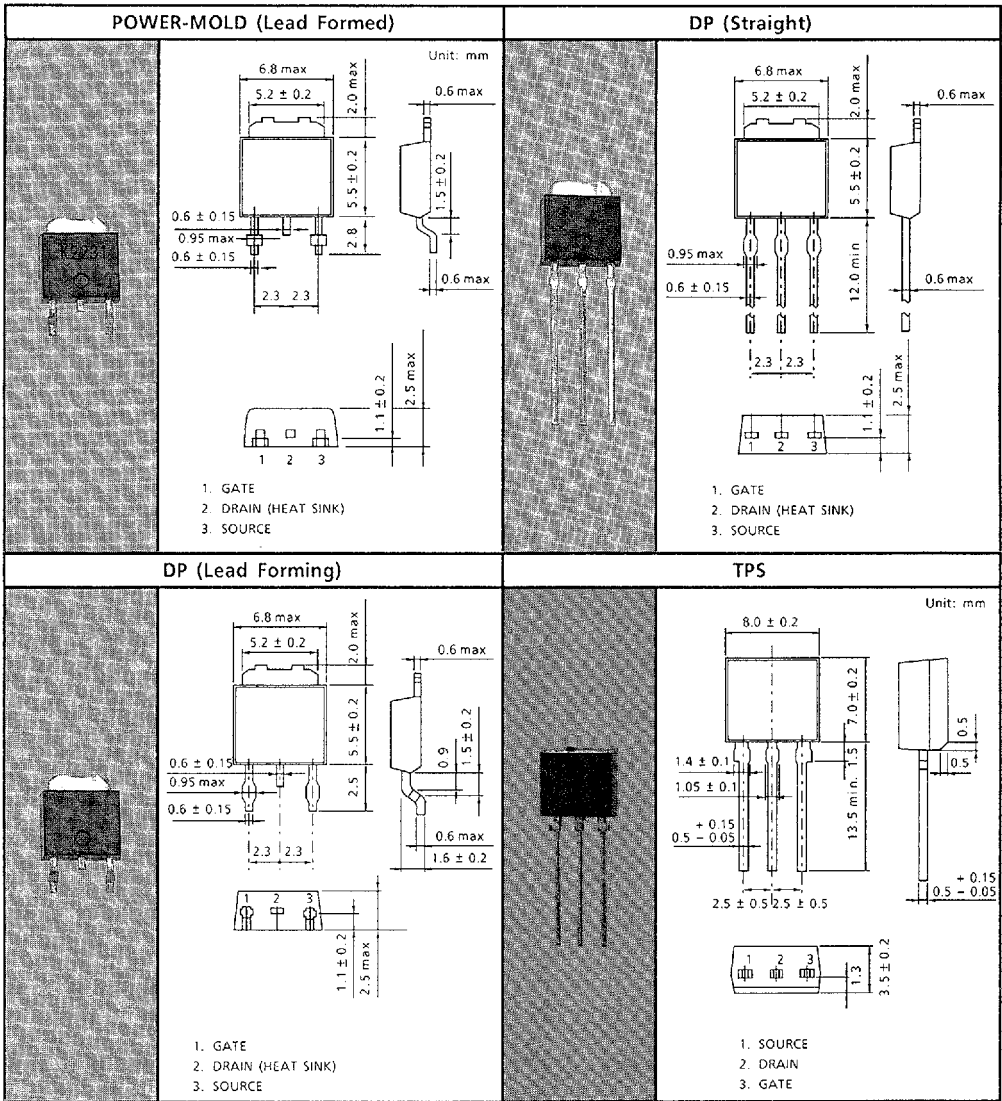 POWER-MOLD (Lead Formed)
Unit: mm
6.8 max
5.2 ± 0.2
2.0 max
0.6 max
5.5 ± 0.2
1.5 ± 0.2
0.6 ± 0.15
0.95 max
0.6 ± 0.15
2.8
0.6 max
2.3 2.3
1.1 ± 0.2
2.5 max
1 2 3
1. GATE
2. DRAIN (HEAT SINK)
3. SOURCE
DP (Straight)
6.8 max
5.2 ± 0.2
2.0 max
0.6 max
5.5 ± 0.2
0.95 max
0.6 ± 0.15
12.0 min
0.6 max
2.3 2.3
1.1 ± 0.2
2.5 max
1 2 3
1. GATE
2. DRAIN (HEAT SINK)
3. SOURCE
DP (Lead Forming)
6.8 max
5.2 ± 0.2
2.0 max
0.6 max
5.5 ± 0.2
0.9
1.5 ± 0.2
0.6 ± 0.15
0.95 max
0.6 ± 0.15
2.5
0.6 max
1.6 ± 0.2
2.3 2.3
1 2 3
1.1 ± 0.2
2.5 max
1. GATE
2. DRAIN (HEAT SINK)
3. SOURCE
TPS
Unit: mm
8.0 ± 0.2
7.0 ± 0.2
0.5
0.5
1.5
1.4 ± 0.1
1.05 ± 0.1
13.5 min.
+ 0.15
0.5 – 0.05
+ 0.15
0.5 – 0.05
2.5 ± 0.5 2.5 ± 0.5
1 2 3
1.3
3.5 ± 0.2
1. SOURCE
2. DRAIN
3. GATE